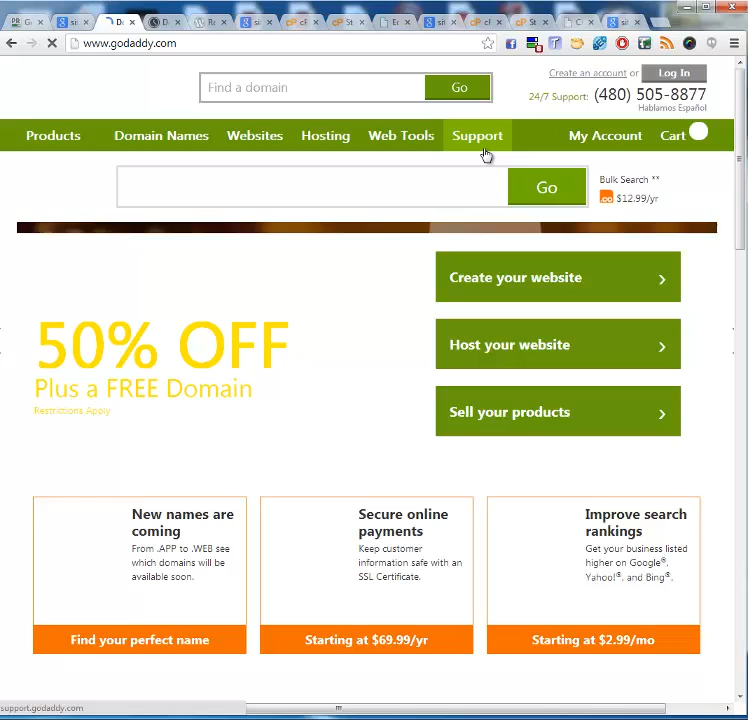 www.godaddy.com
Create an account or Log In
Find a domain Go
24/7 Support: (480) 505-8877
Hablamos Español
Products Domain Names Websites Hosting Web Tools Support My Account Cart
Go
Bulk Search **
.co $12.99/yr
Create your website
50% OFF
Host your website
Plus a FREE Domain
Restrictions Apply
Sell your products
New names are
coming
From .APP to .WEB see
which domains will be
available soon.
Find your perfect name
Secure online
payments
Keep customer
information safe with an
SSL Certificate.
Starting at $69.99/yr
Improve search
rankings
Get your business listed
higher on Google®,
Yahoo!®, and Bing®.
Starting at $2.99/mo
support.godaddy.com